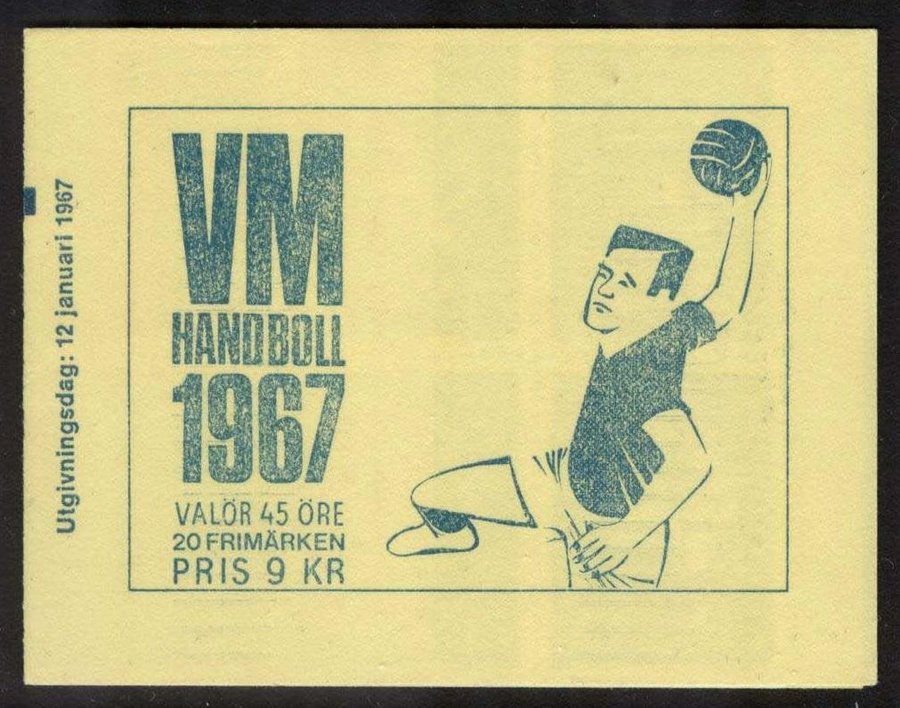 VM
HANDBOLL
1967
VALÖR 45 ÖRE
20 FRIMÄRKEN
PRIS 9 KR
Utgivningsdag: 12 januari 1967